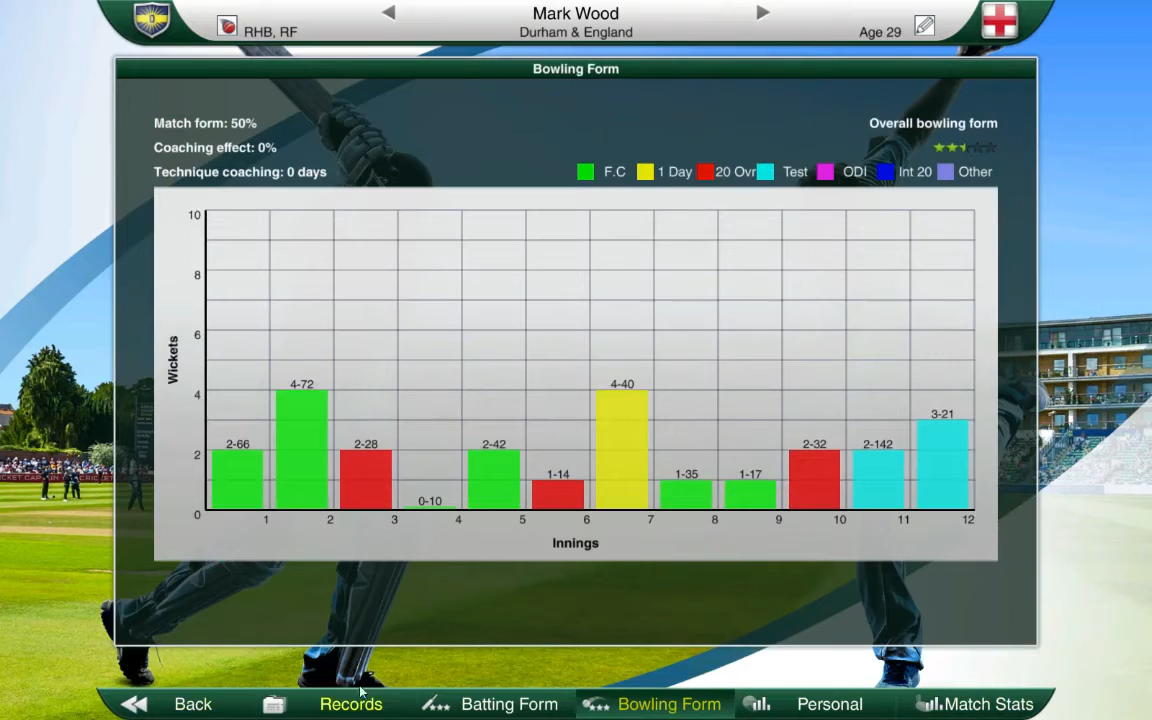 Mark Wood
RHB, RF
Durham & England
Age 29
Bowling Form
Match form: 50%
Overall bowling form
Coaching effect: 0%
Technique coaching: 0 days
F.C 1 Day 20 Ovr Test ODI Int 20 Other
10
8
6
4
2
0
Wickets
2-66 4-72 2-28 0-10 2-42 1-14 4-40 1-35 1-17 2-32 2-142 3-21
1 2 3 4 5 6 7 8 9 10 11 12
Innings
Back Records Batting Form Bowling Form Personal Match Stats